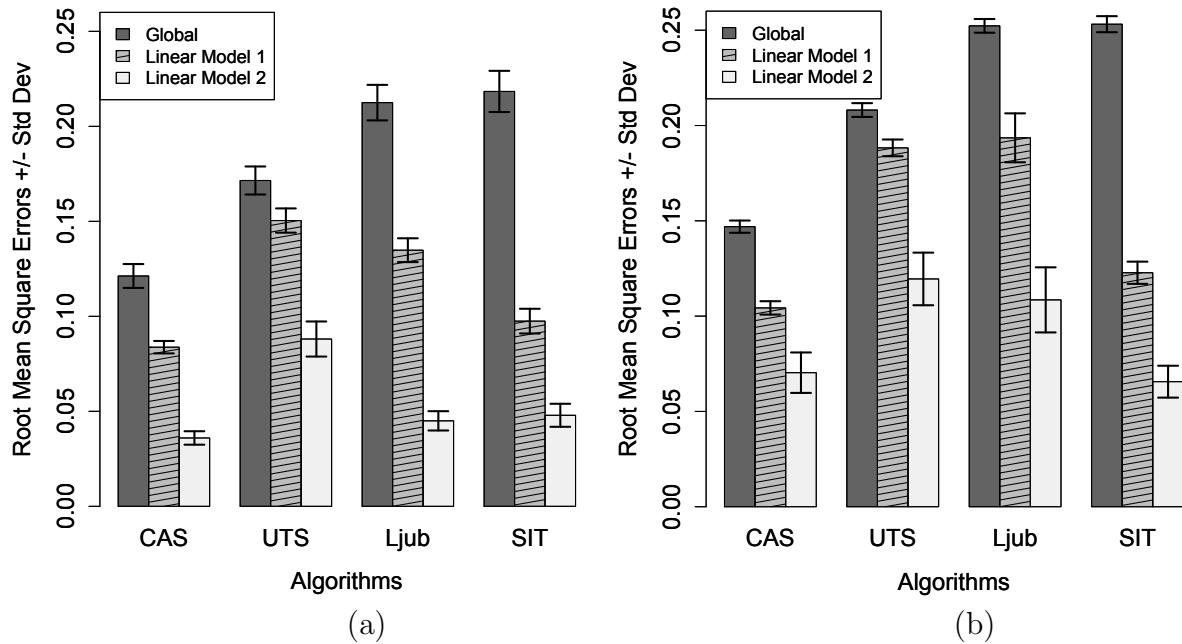 Root Mean Square Errors +/- Std Dev
0.25
0.20
0.15
0.10
0.05
0.00
Global
Linear Model 1
Linear Model 2
CAS UTS Ljub SIT
Algorithms
(a)
Root Mean Square Errors +/- Std Dev
0.25
0.20
0.15
0.10
0.05
0.00
Global
Linear Model 1
Linear Model 2
CAS UTS Ljub SIT
Algorithms
(b)